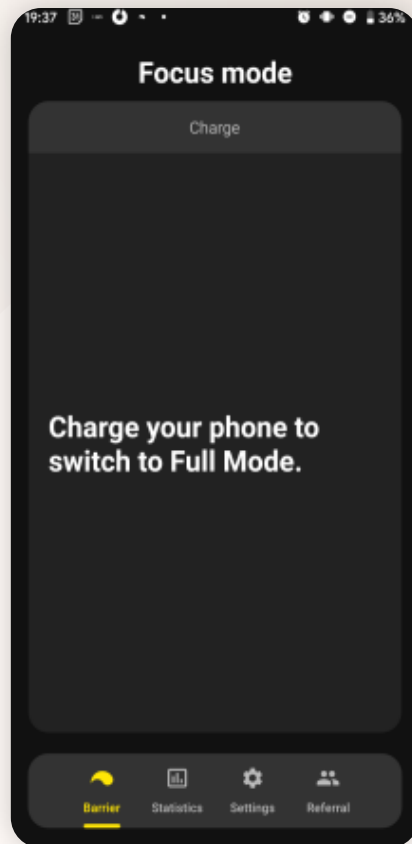 19:37 36%
Focus mode
Charge
Charge your phone to
switch to Full Mode.
Barrier Statistics Settings Referral